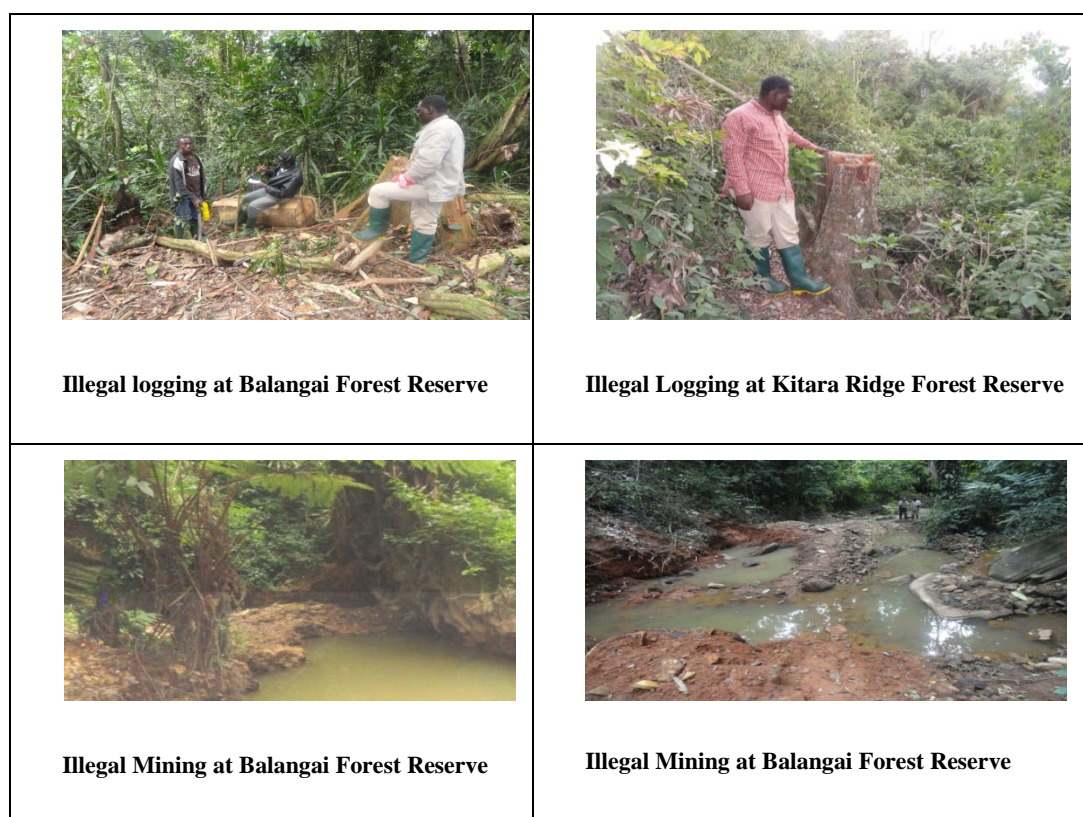 Illegal logging at Balangai Forest Reserve
Illegal Logging at Kitara Ridge Forest Reserve
Illegal Mining at Balangai Forest Reserve
Illegal Mining at Balangai Forest Reserve